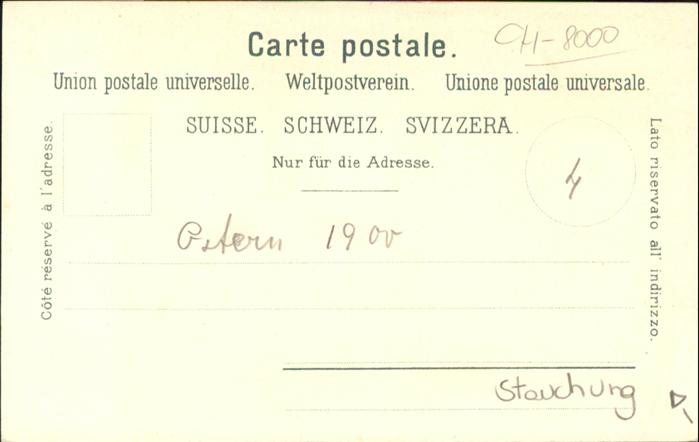 Carte postale.
CH-8000
Union postale universelle. Weltpostverein. Unione postale universale.
SUISSE. SCHWEIZ. SVIZZERA.
Nur für die Adresse.
Côté réservé à l'adresse.
Lato riservato all' indirizzo.
4
Ostern 1900
Stauchung